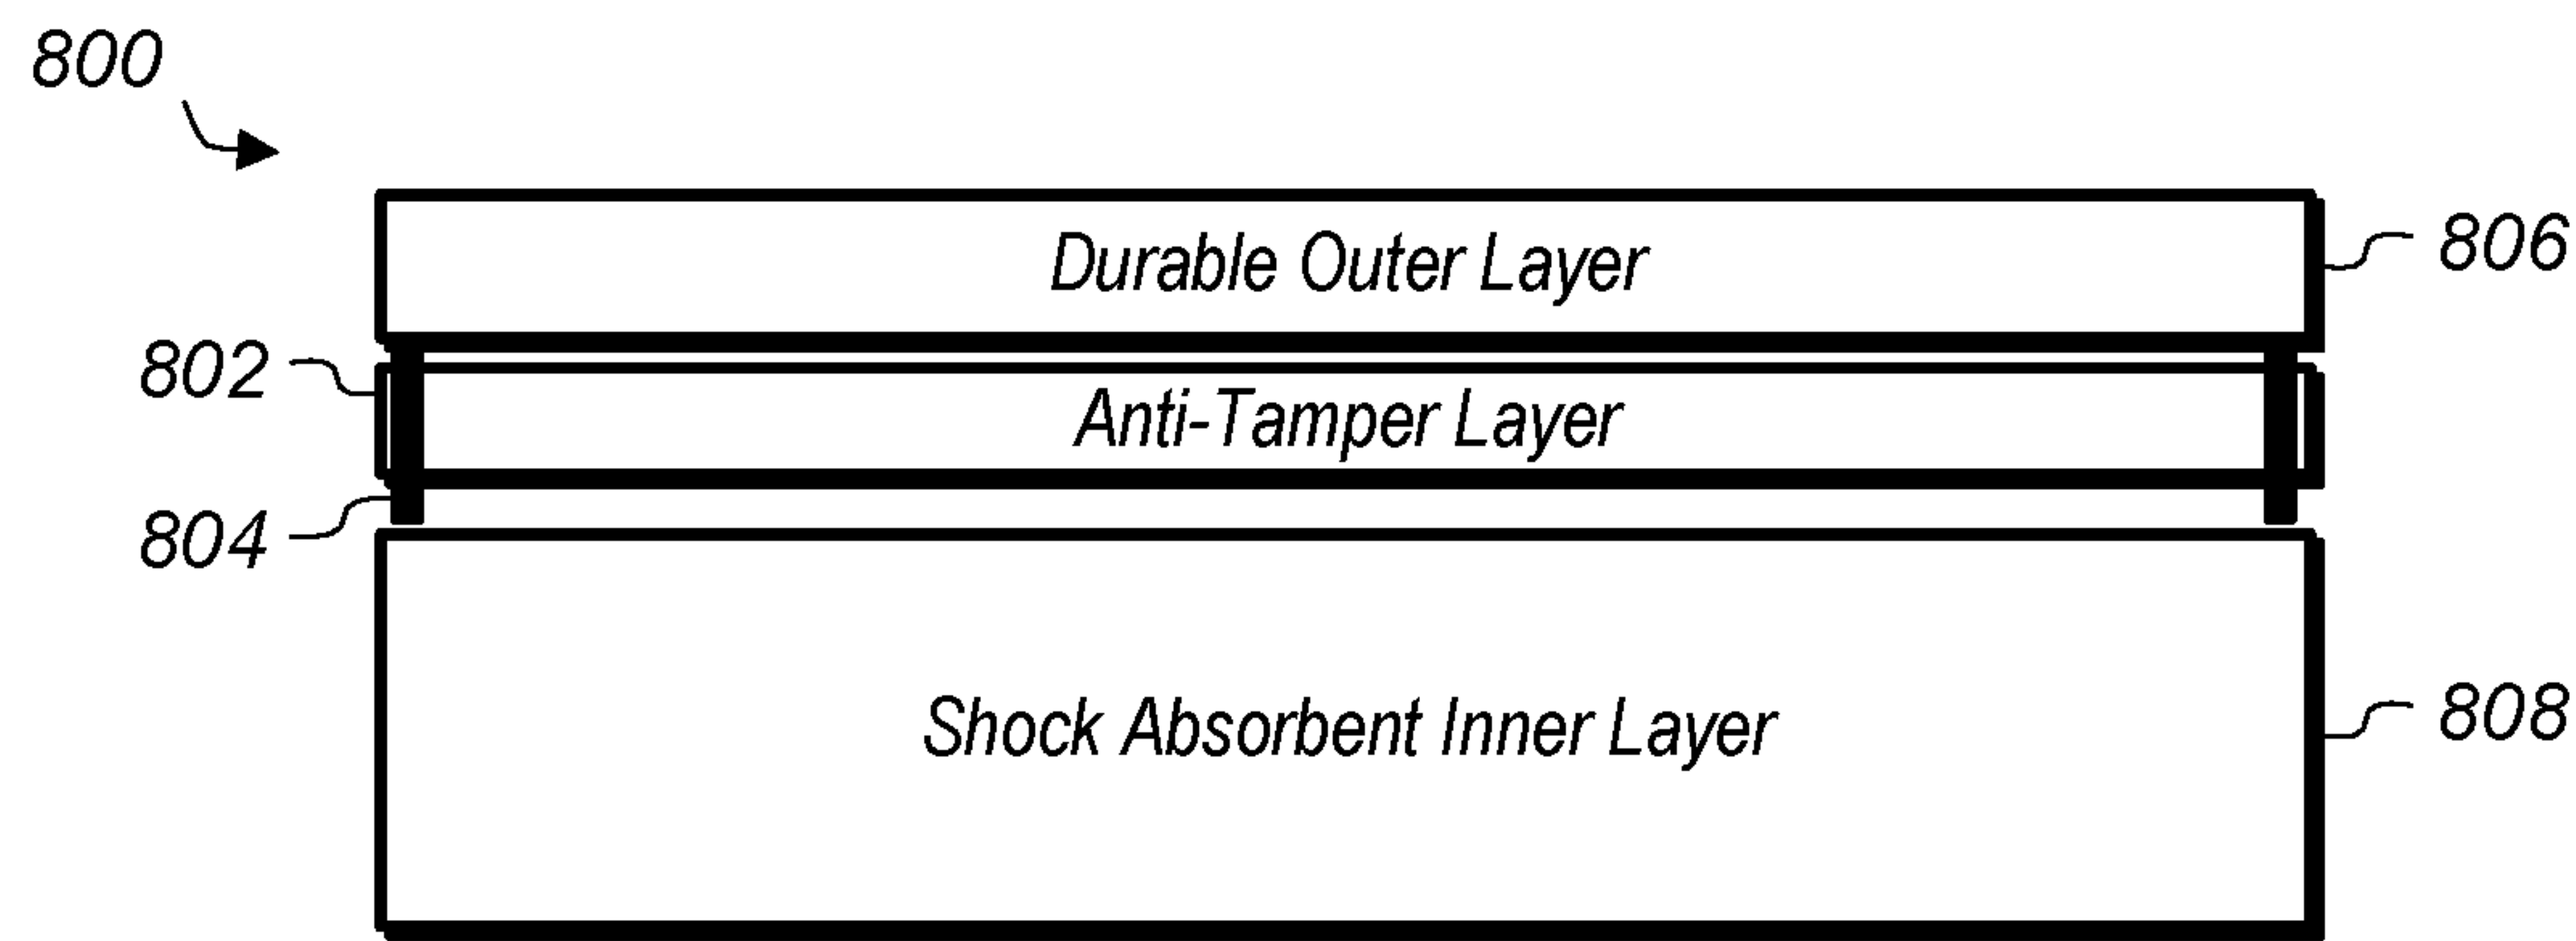 800
Durable Outer Layer
806
802
Anti-Tamper Layer
804
Shock Absorbent Inner Layer
808